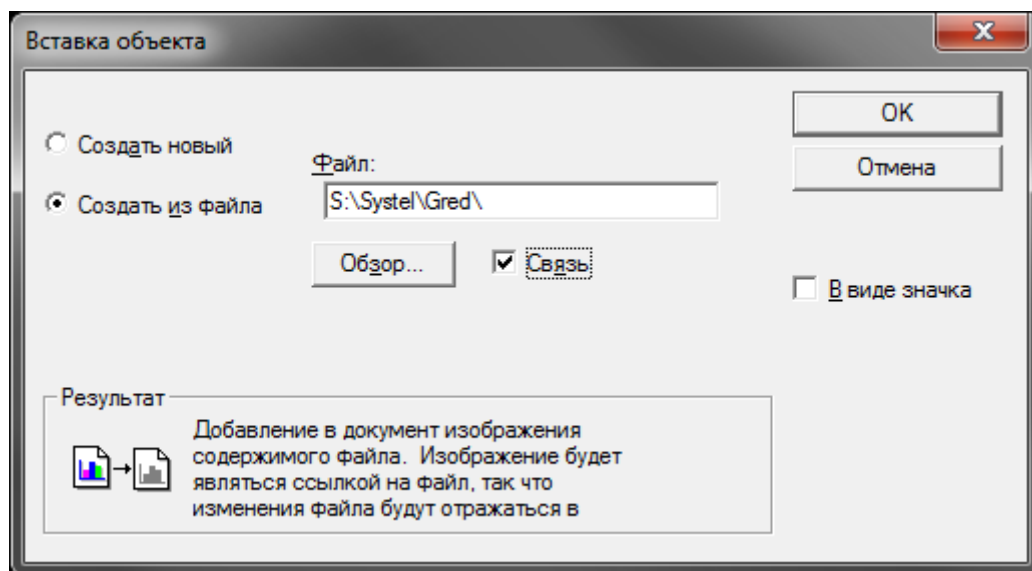 Вставка объекта
Создать новый
Создать из файла
Файл:
S:\Systel\Gred\
Обзор...
Связь
OK
Отмена
В виде значка
Результат
Добавление в документ изображения
содержимого файла. Изображение будет
являться ссылкой на файл, так что
изменения файла будут отражаться в